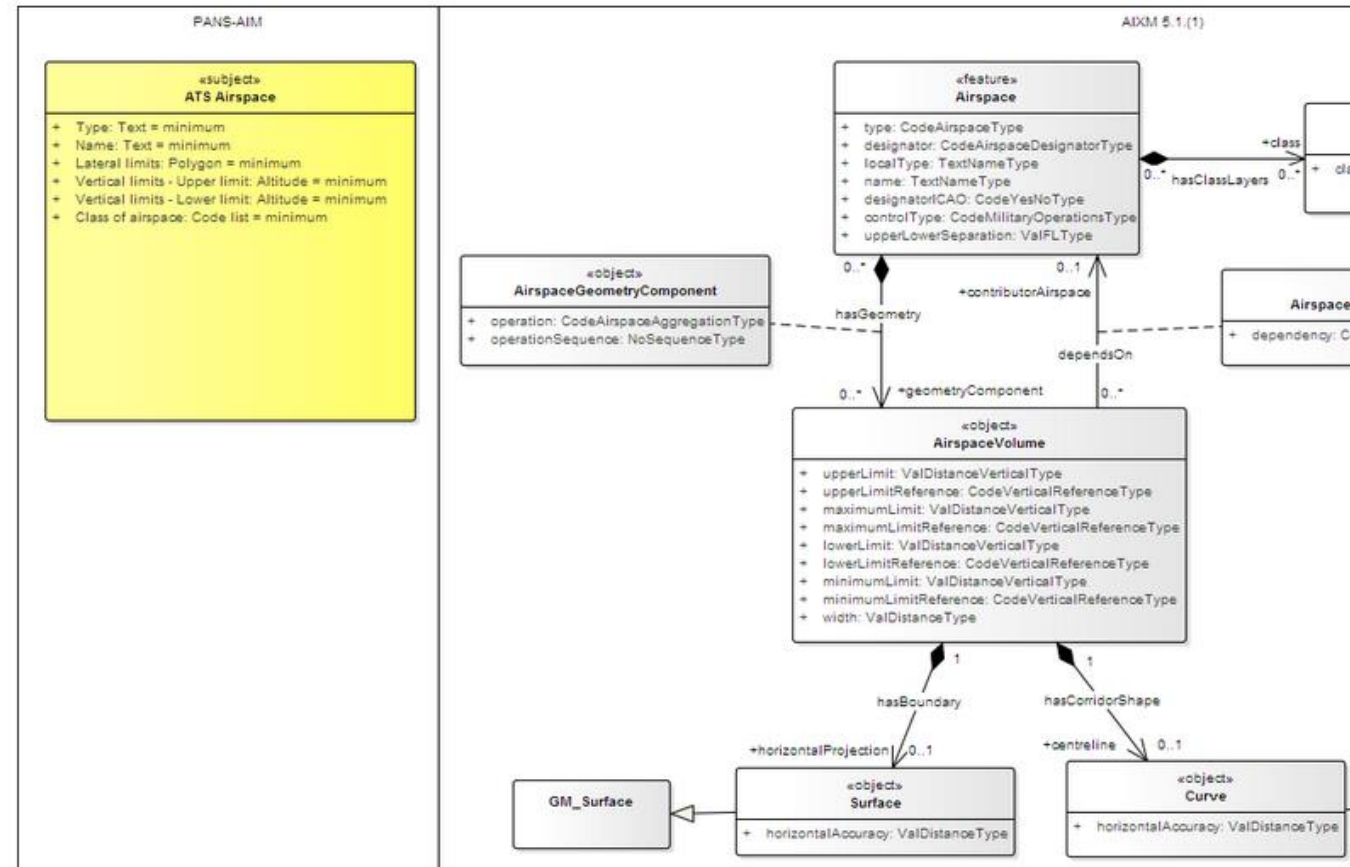 PANS-AIM
«subject»
ATS Airspace
+ Type: Text = minimum
+ Name: Text = minimum
+ Lateral limits: Polygon = minimum
+ Vertical limits - Upper limit: Altitude = minimum
+ Vertical limits - Lower limit: Altitude = minimum
+ Class of airspace: Code list = minimum
AIXM 5.1.(1)
«feature»
Airspace
+ type: CodeAirspaceType
+ designator: CodeAirspaceDesignatorType
+ localType: TextNameType
+ name: TextNameType
+ designatorICAO: CodeYesNoType
+ controlType: CodeMilitaryOperationsType
+ upperLowerSeparation: ValFLType
+class
0..* hasClassLayers 0..*
+ cla
«object»
AirspaceGeometryComponent
+ operation: CodeAirspaceAggregationType
+ operationSequence: NoSequenceType
0..*
hasGeometry
0..* +geometryComponent
0..1
+contributorAirspace
dependsOn
0..*
Airspace
+ dependency: C
«object»
AirspaceVolume
+ upperLimit: ValDistanceVerticalType
+ upperLimitReference: CodeVerticalReferenceType
+ maximumLimit: ValDistanceVerticalType
+ maximumLimitReference: CodeVerticalReferenceType
+ lowerLimit: ValDistanceVerticalType
+ lowerLimitReference: CodeVerticalReferenceType
+ minimumLimit: ValDistanceVerticalType
+ minimumLimitReference: CodeVerticalReferenceType
+ width: ValDistanceType
1
hasBoundary
+horizontalProjection 0..1
1
hasCorridorShape
+centreline 0..1
GM_Surface
«object»
Surface
+ horizontalAccuracy: ValDistanceType
«object»
Curve
+ horizontalAccuracy: ValDistanceType